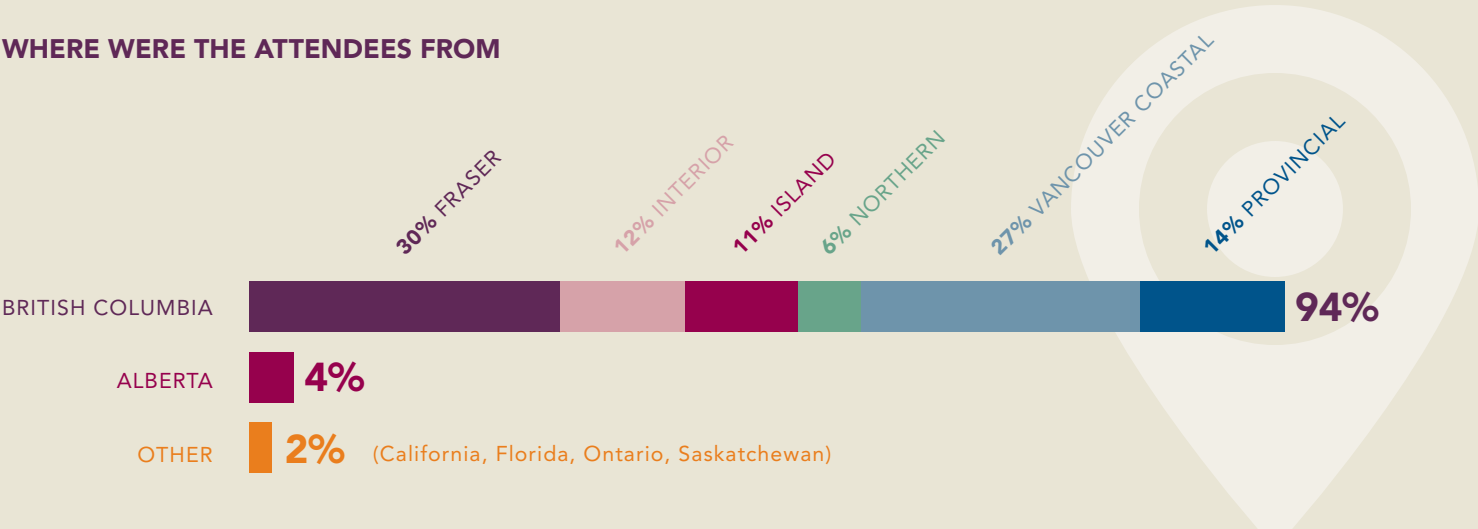 WHERE WERE THE ATTENDEES FROM
30% FRASER
12% INTERIOR
11% ISLAND
6% NORTHERN
27% VANCOUVER COASTAL
14% PROVINCIAL
BRITISH COLUMBIA 94%
ALBERTA 4%
OTHER 2% (California, Florida, Ontario, Saskatchewan)